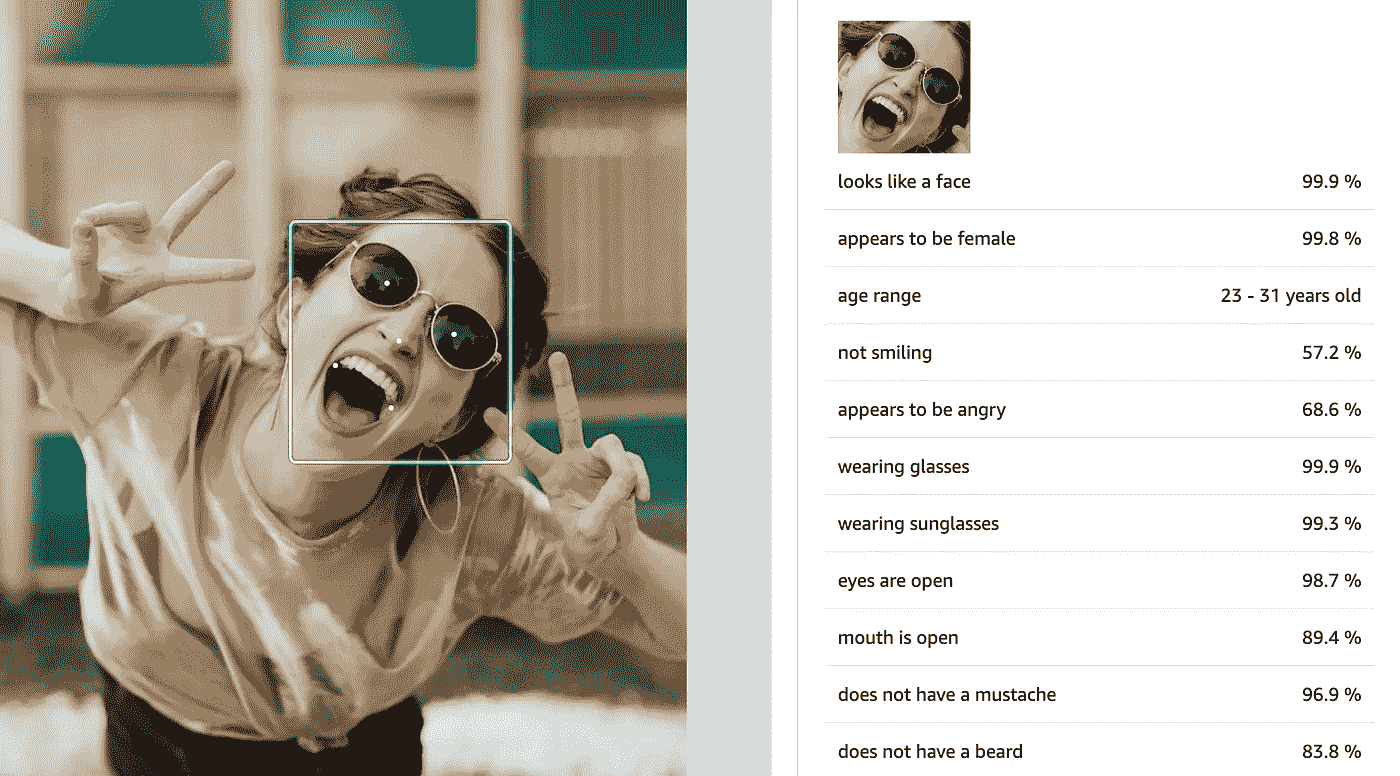 looks like a face 99.9 %
appears to be female 99.8 %
age range 23 - 31 years old
not smiling 57.2 %
appears to be angry 68.6 %
wearing glasses 99.9 %
wearing sunglasses 99.3 %
eyes are open 98.7 %
mouth is open 89.4 %
does not have a mustache 96.9 %
does not have a beard 83.8 %